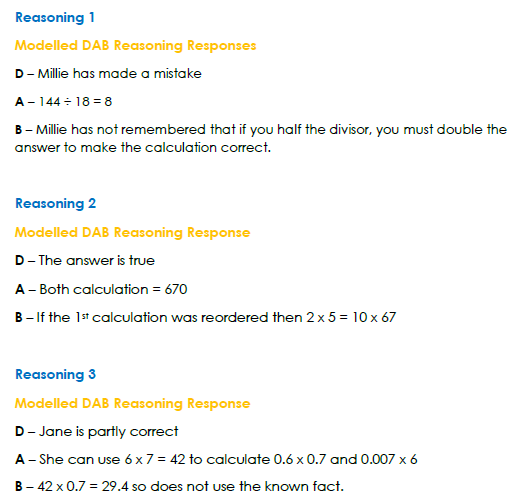 Reasoning 1
Modelled DAB Reasoning Responses
D – Millie has made a mistake
A – 144 ÷ 18 = 8
B – Millie has not remembered that if you half the divisor, you must double the
answer to make the calculation correct.
Reasoning 2
Modelled DAB Reasoning Response
D – The answer is true
A – Both calculation = 670
B – If the 1st calculation was reordered then 2 x 5 = 10 x 67
Reasoning 3
Modelled DAB Reasoning Response
D – Jane is partly correct
A – She can use 6 x 7 = 42 to calculate 0.6 x 0.7 and 0.007 x 6
B – 42 x 0.7 = 29.4 so does not use the known fact.